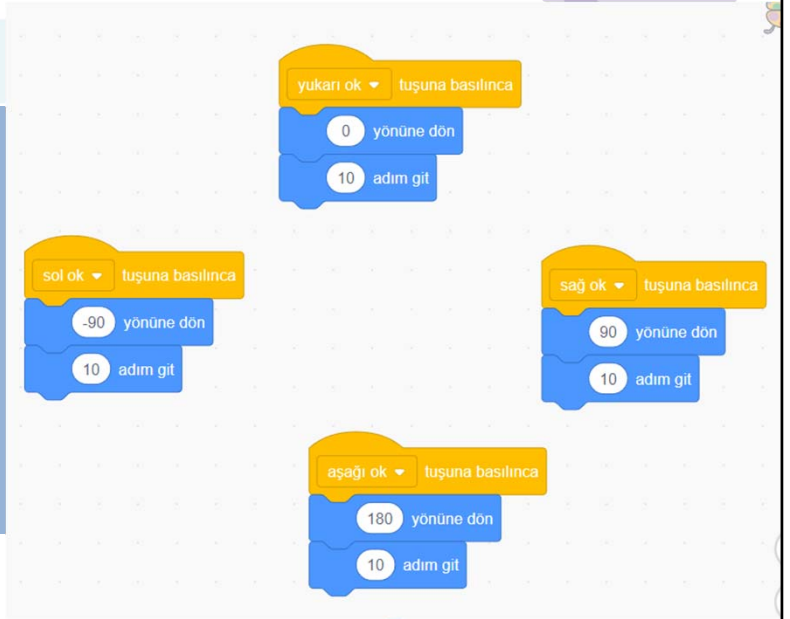 yukarı ok tuşuna basılınca
0 yönüne dön
10 adım git
sol ok tuşuna basılınca
-90 yönüne dön
10 adım git
sağ ok tuşuna basılınca
90 yönüne dön
10 adım git
aşağı ok tuşuna basılınca
180 yönüne dön
10 adım git